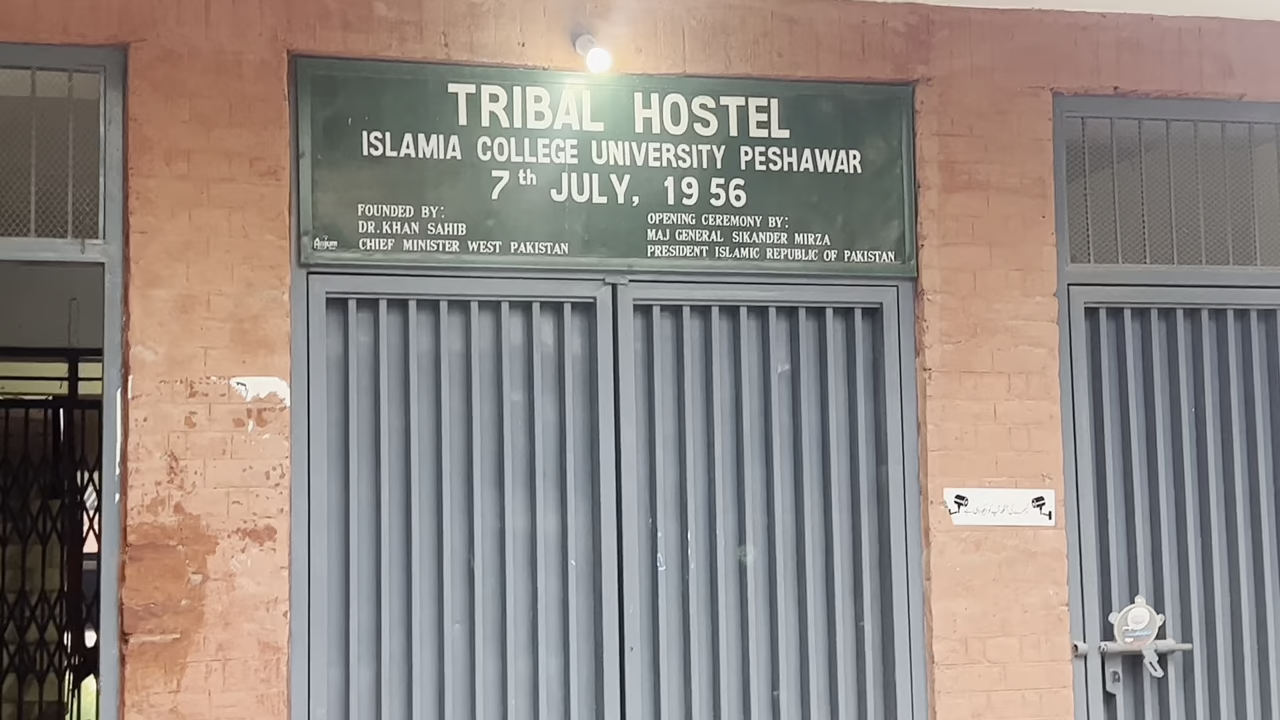 TRIBAL HOSTEL
ISLAMIA COLLEGE UNIVERSITY PESHAWAR
7th JULY, 1956
FOUNDED BY:
DR. KHAN SAHIB
CHIEF MINISTER WEST PAKISTAN
OPENING CEREMONY BY:
MAJ GENERAL SIKANDER MIRZA
PRESIDENT ISLAMIC REPUBLIC OF PAKISTAN
Anjum